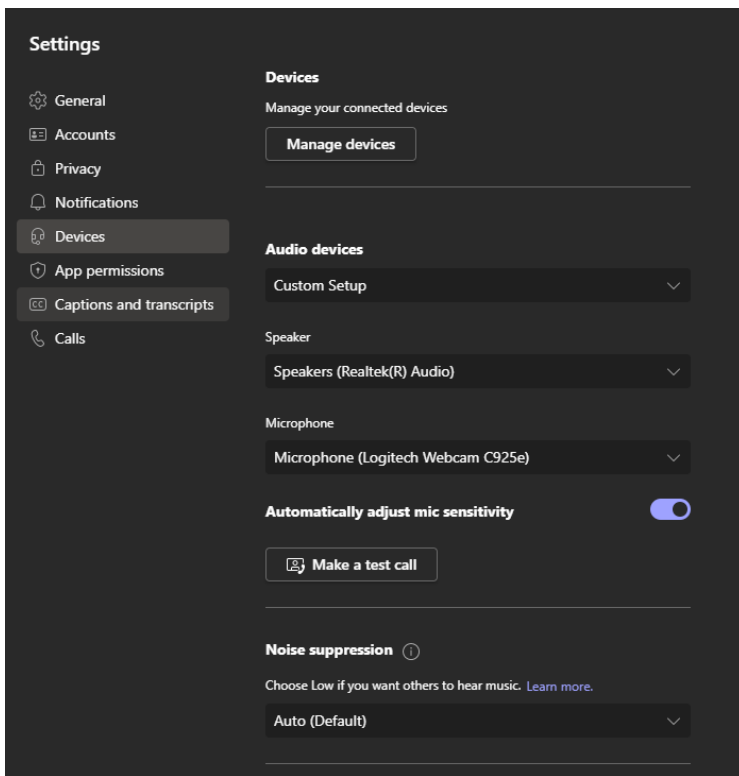 Settings
General
Accounts
Privacy
Notifications
Devices
App permissions
CC Captions and transcripts
Calls
Devices
Manage your connected devices
Manage devices
Audio devices
Custom Setup
Speaker
Speakers (Realtek(R) Audio)
Microphone
Microphone (Logitech Webcam C925e)
Automatically adjust mic sensitivity
Make a test call
Noise suppression
Choose Low if you want others to hear music. Learn more.
Auto (Default)